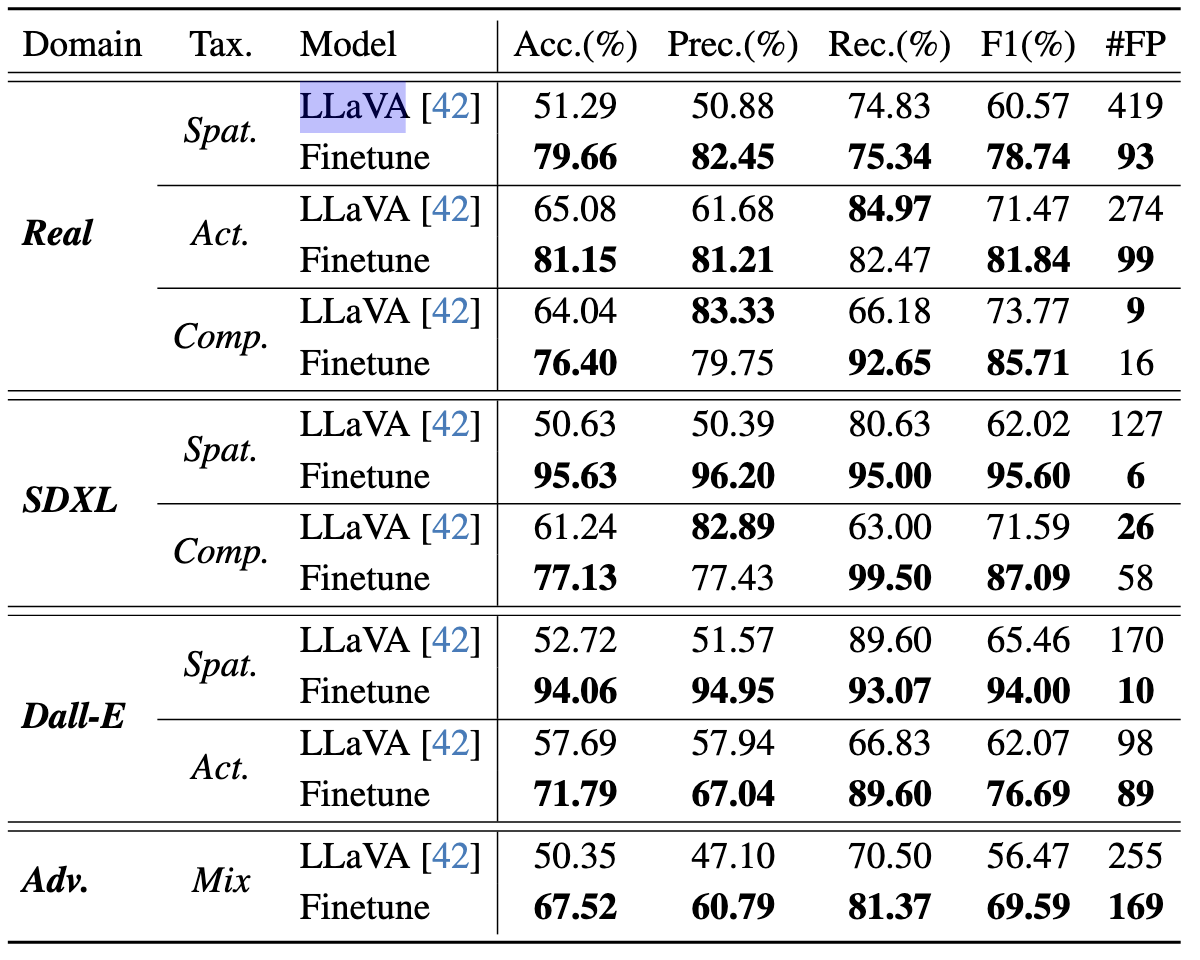 Domain Tax. Model Acc.(%) Prec.(%) Rec.(%) F1(%) #FP
Real Spat. LLaVA [42] 51.29 50.88 74.83 60.57 419
Finetune 79.66 82.45 75.34 78.74 93
Act. LLaVA [42] 65.08 61.68 84.97 71.47 274
Finetune 81.15 81.21 82.47 81.84 99
Comp. LLaVA [42] 64.04 83.33 66.18 73.77 9
Finetune 76.40 79.75 92.65 85.71 16
SDXL Spat. LLaVA [42] 50.63 50.39 80.63 62.02 127
Finetune 95.63 96.20 95.00 95.60 6
Comp. LLaVA [42] 61.24 82.89 63.00 71.59 26
Finetune 77.13 77.43 99.50 87.09 58
Dall-E Spat. LLaVA [42] 52.72 51.57 89.60 65.46 170
Finetune 94.06 94.95 93.07 94.00 10
Act. LLaVA [42] 57.69 57.94 66.83 62.07 98
Finetune 71.79 67.04 89.60 76.69 89
Adv. Mix LLaVA [42] 50.35 47.10 70.50 56.47 255
Finetune 67.52 60.79 81.37 69.59 169